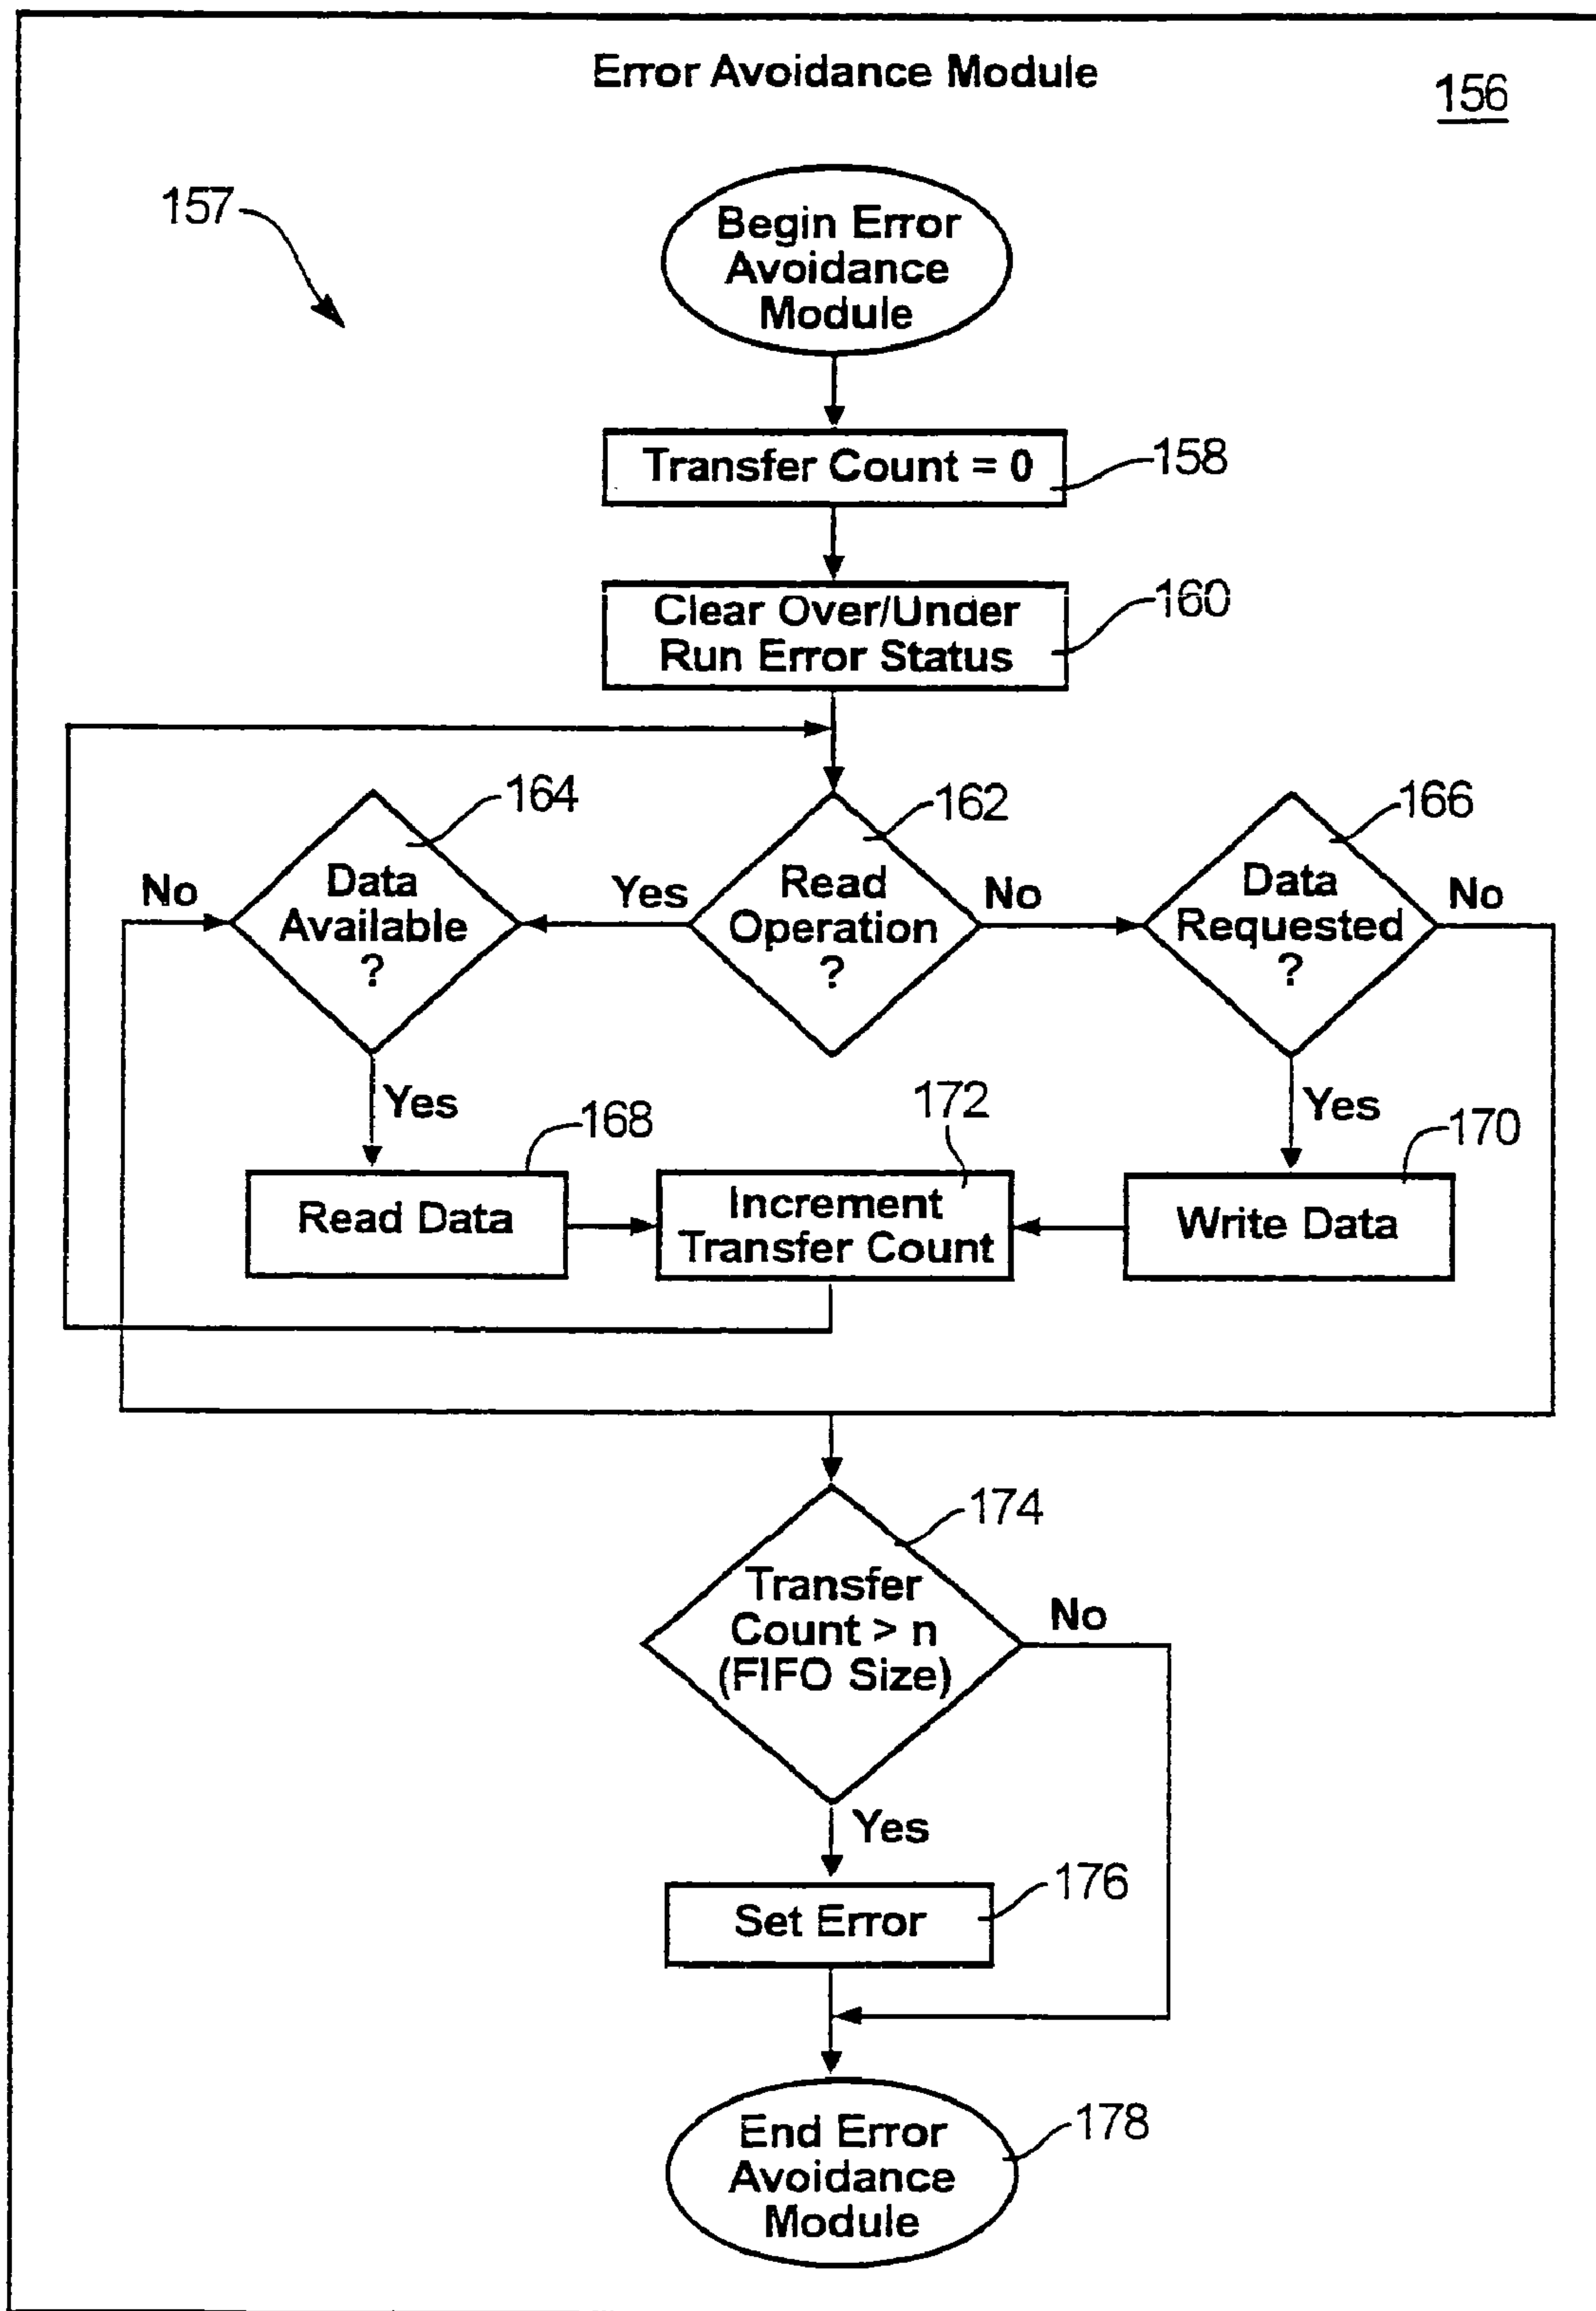 Error Avoidance Module
156
157
Begin Error
Avoidance
Module
Transfer Count = 0
158
Clear Over/Under
Run Error Status
160
164
162
166
No
Data
Available
?
Yes
Read
Operation
?
No
Data
Requested
?
No
Yes
168
172
Yes
170
Read Data
Increment
Transfer Count
Write Data
174
Transfer
Count > n
(FIFO Size)
No
Yes
176
Set Error
178
End Error
Avoidance
Module